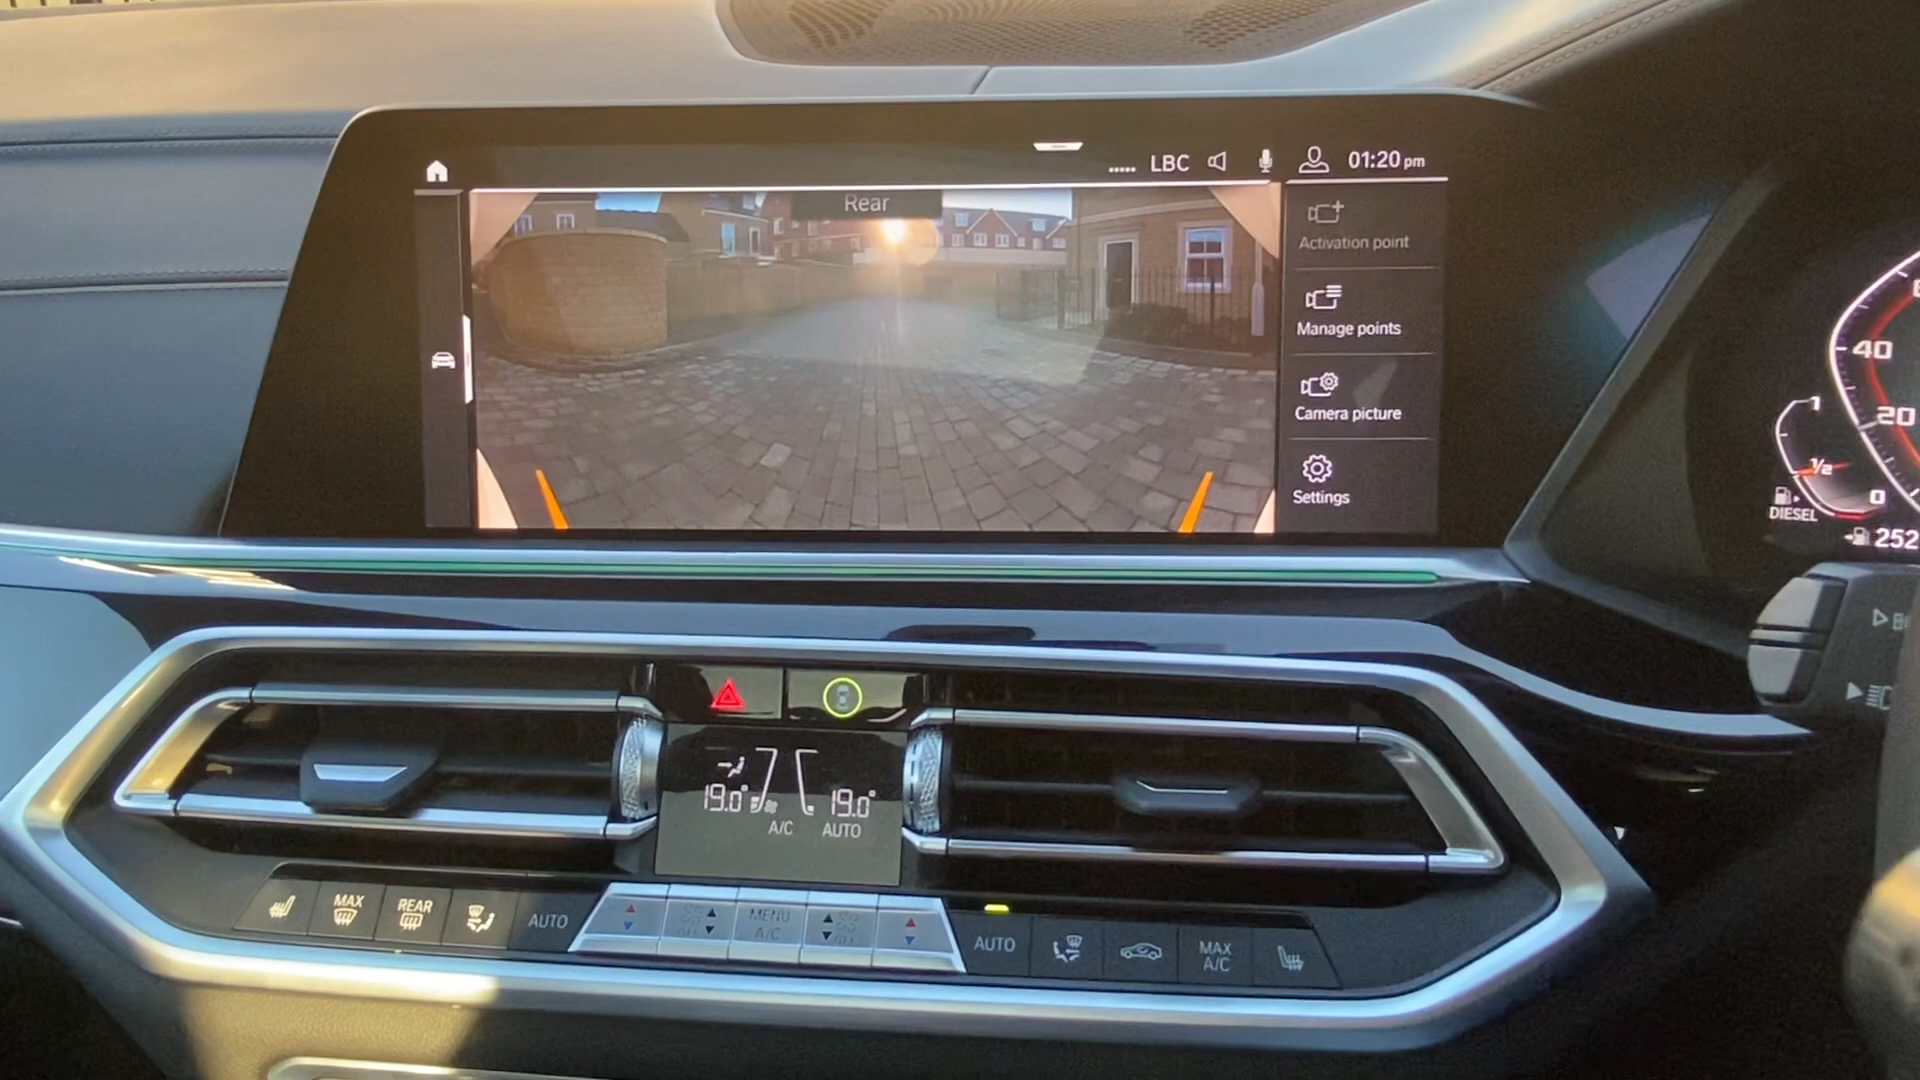 LBC
01:20 pm
Rear
Activation point
Manage points
Camera picture
Settings
40
20
1
1/2
0
DIESEL
252
19.0°
19.0°
A/C
AUTO
MAX
REAR
AUTO
MENU
A/C
AUTO
MAX
A/C